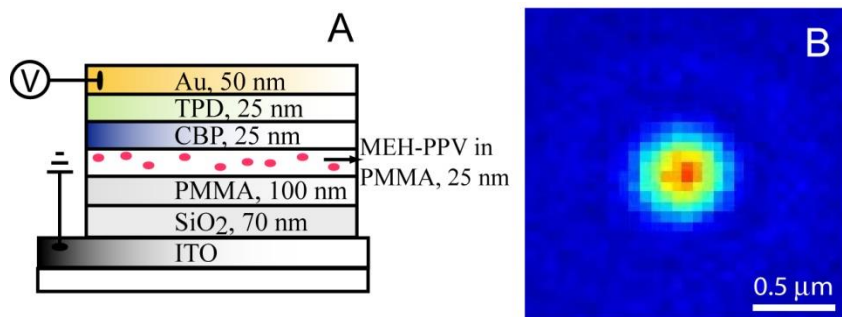 A
V
Au, 50 nm
TPD, 25 nm
CBP, 25 nm
MEH-PPV in
PMMA, 25 nm
PMMA, 100 nm
SiO2, 70 nm
ITO
B
0.5 μm